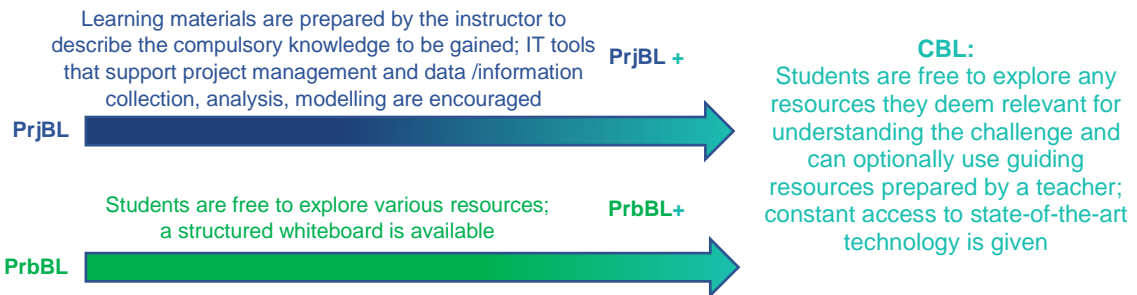 Learning materials are prepared by the instructor to
describe the compulsory knowledge to be gained; IT tools
that support project management and data /information
collection, analysis, modelling are encouraged
PrjBL +
PrjBL
Students are free to explore various resources;
a structured whiteboard is available
PrbBL+
PrbBL
CBL:
Students are free to explore any
resources they deem relevant for
understanding the challenge and
can optionally use guiding
resources prepared by a teacher;
constant access to state-of-the-art
technology is given